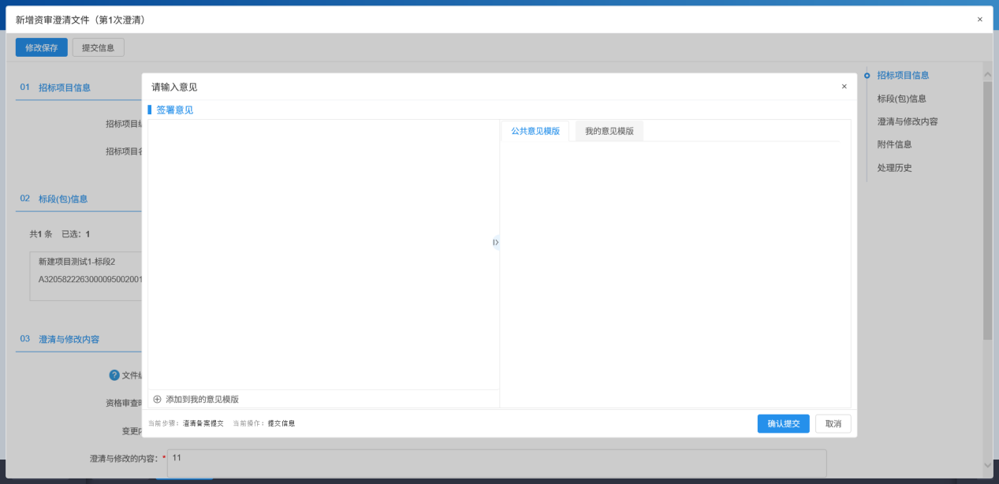 新增资审澄清文件（第1次澄清）
×
修改保存 提交信息
01 招标项目信息
招标项目
招标项目
02 标段(包)信息
共1 条 已选：1
新建项目测试1-标段2
A3205822263000095002001
03 澄清与修改内容
? 文件
资格审查
变更
澄清与修改的内容：* 11
请输入意见
×
签署意见
公共意见模版 我的意见模版
添加到我的意见模版
当前步骤：澄清备案提交 当前操作：提交信息
确认提交 取消
招标项目信息
标段(包)信息
澄清与修改内容
附件信息
处理历史